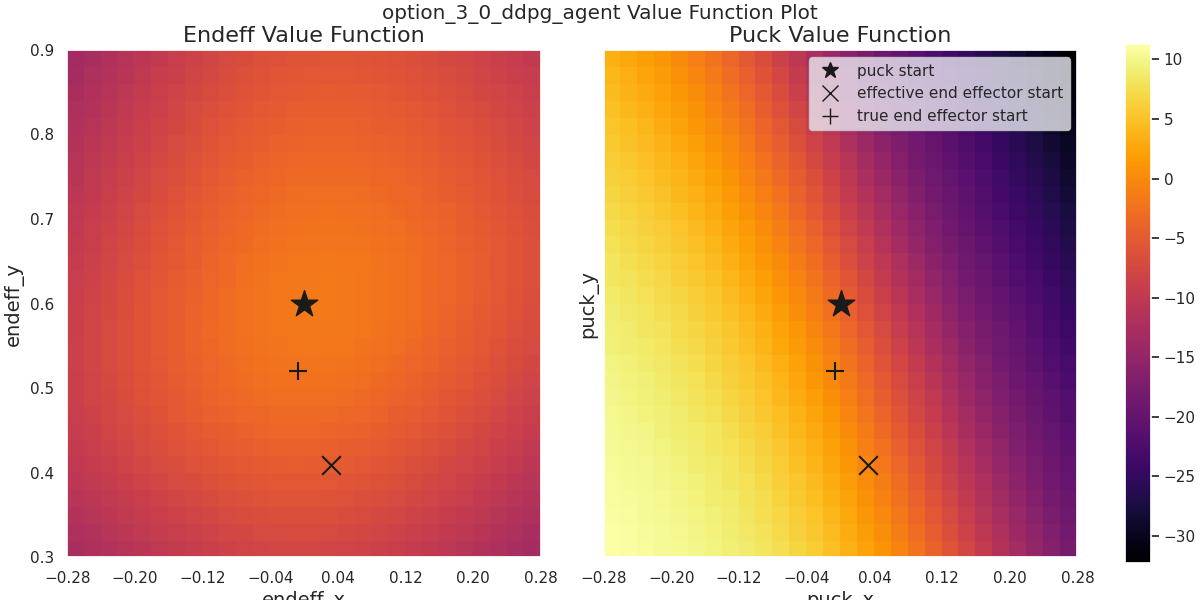 option_3_0_ddpg_agent Value Function Plot
Endeff Value Function
Puck Value Function
puck start
effective end effector start
true end effector start
0.9
0.8
0.7
0.6
0.5
0.4
0.3
endeff_y
−0.28 −0.20 −0.12 −0.04 0.04 0.12 0.20 0.28
endeff_x
puck_y
−0.28 −0.20 −0.12 −0.04 0.04 0.12 0.20 0.28
puck_x
10
5
0
−5
−10
−15
−20
−25
−30